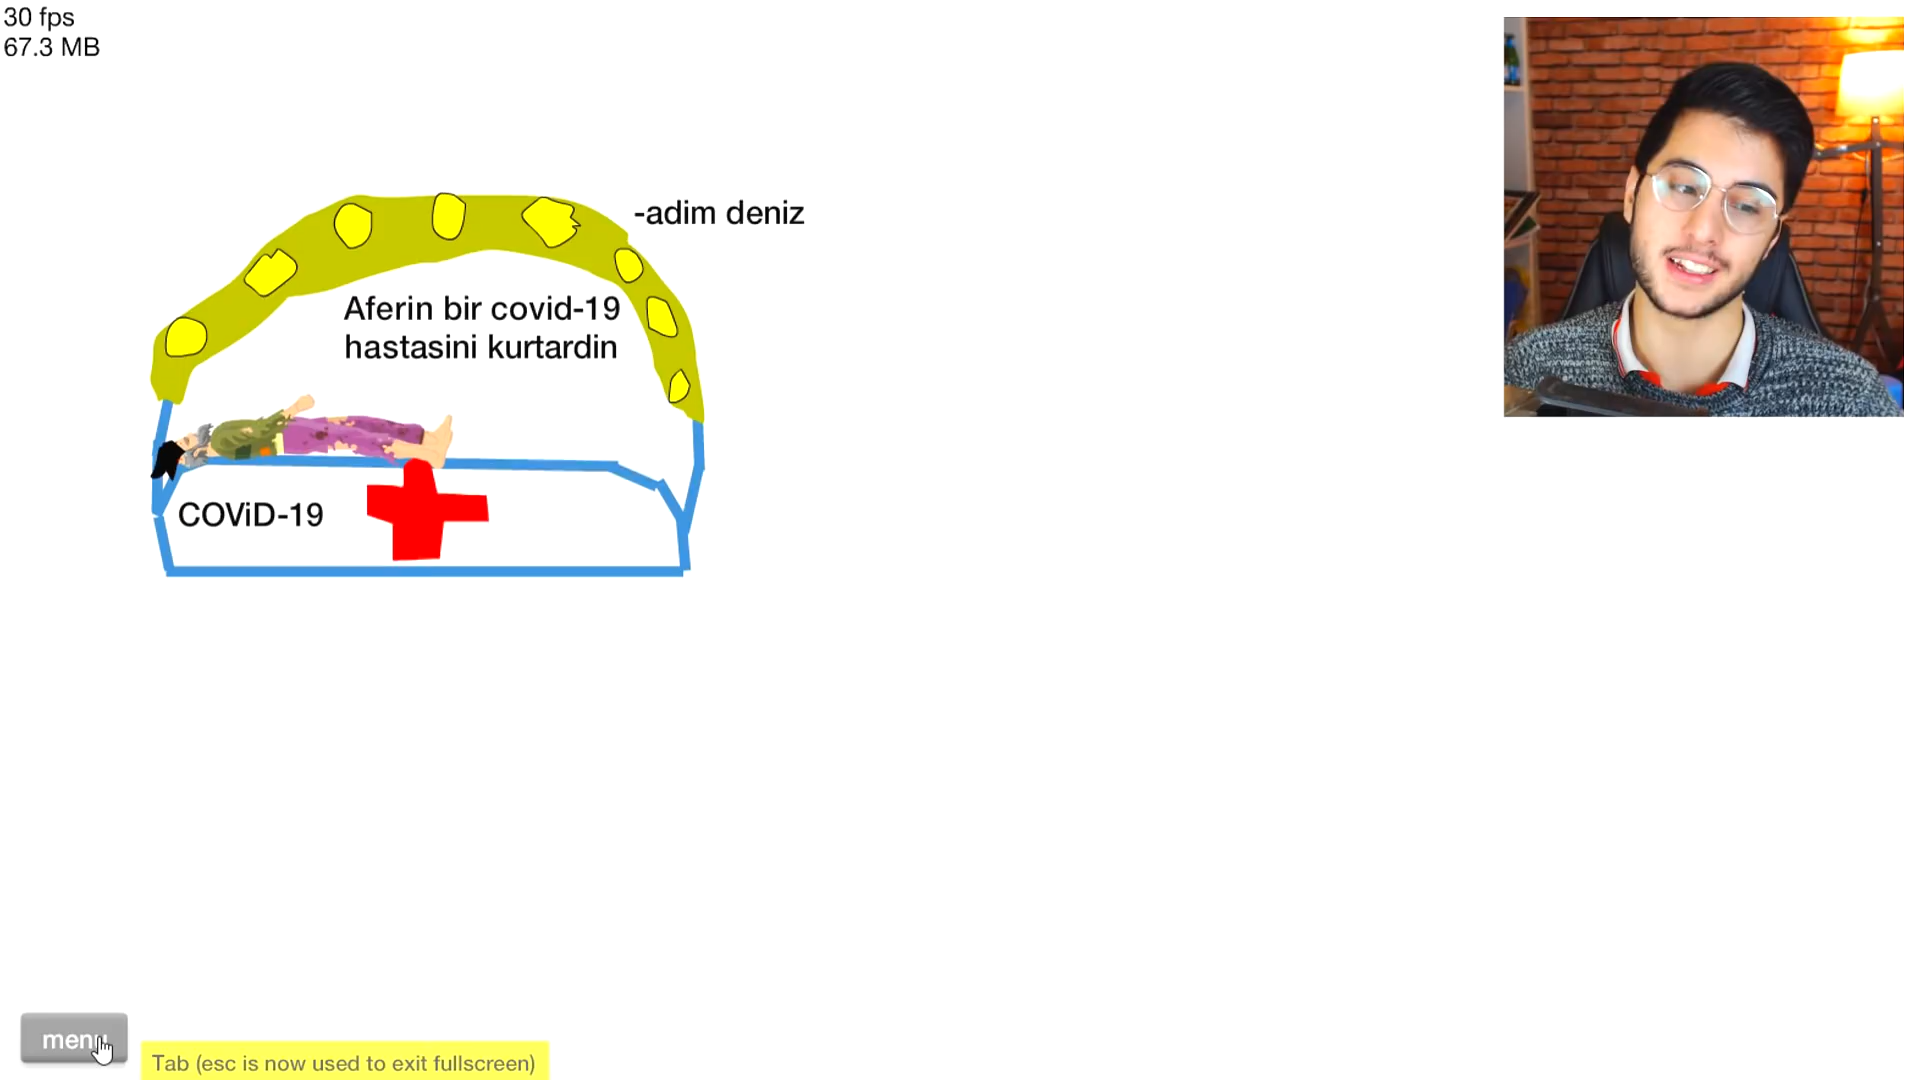 30 fps
67.3 MB
-adim deniz
Aferin bir covid-19
hastasini kurtardin
COViD-19
menu
Tab (esc is now used to exit fullscreen)